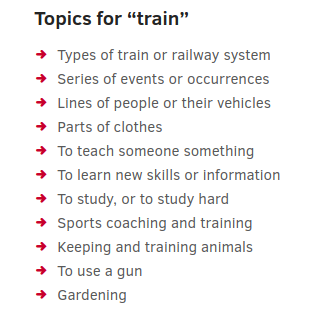 Topics for “train”
Types of train or railway system
Series of events or occurrences
Lines of people or their vehicles
Parts of clothes
To teach someone something
To learn new skills or information
To study, or to study hard
Sports coaching and training
Keeping and training animals
To use a gun
Gardening